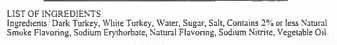 LIST OF INGREDIENTS
Ingredients: Dark Turkey, White Turkey, Water, Sugar, Salt, Contains 2% or less Natural
Smoke Flavoring, Sodium Erythorbate, Natural Flavoring, Sodium Nitrite, Vegetable Oil